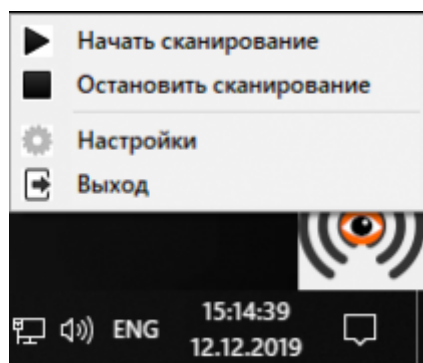 Начать сканирование
Остановить сканирование
Настройки
Выход
ENG
15:14:39
12.12.2019